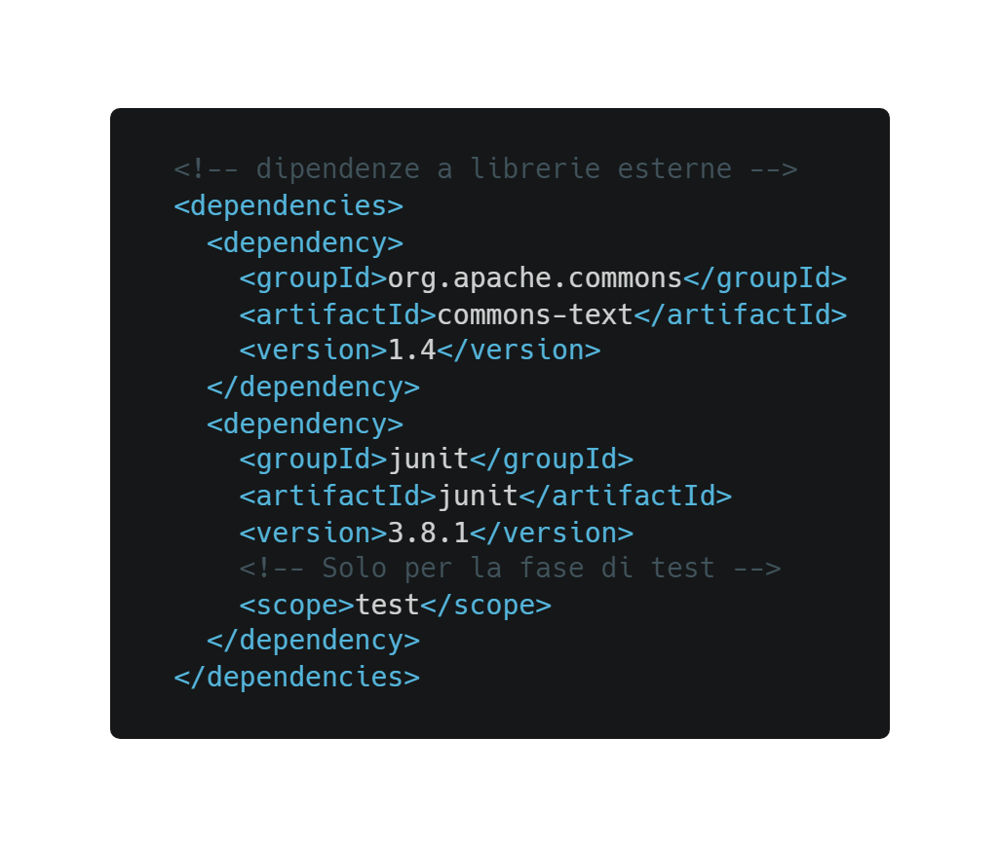 <!-- dipendenze a librerie esterne -->
<dependencies>
  <dependency>
    <groupId>org.apache.commons</groupId>
    <artifactId>commons-text</artifactId>
    <version>1.4</version>
  </dependency>
  <dependency>
    <groupId>junit</groupId>
    <artifactId>junit</artifactId>
    <version>3.8.1</version>
    <!-- Solo per la fase di test -->
    <scope>test</scope>
  </dependency>
</dependencies>